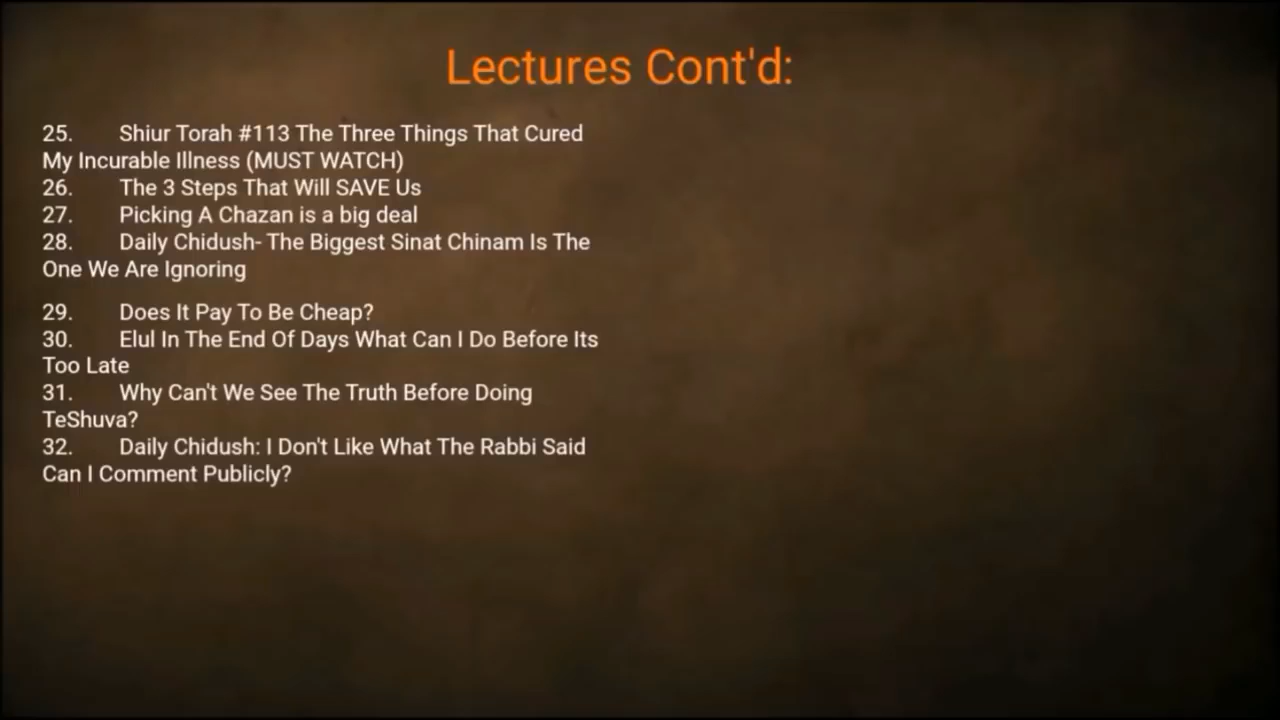 Lectures Cont'd:
25. Shiur Torah #113 The Three Things That Cured
My Incurable Illness (MUST WATCH)
26. The 3 Steps That Will SAVE Us
27. Picking A Chazan is a big deal
28. Daily Chidush- The Biggest Sinat Chinam Is The
One We Are Ignoring
29. Does It Pay To Be Cheap?
30. Elul In The End Of Days What Can I Do Before Its
Too Late
31. Why Can't We See The Truth Before Doing
TeShuva?
32. Daily Chidush: I Don't Like What The Rabbi Said
Can I Comment Publicly?